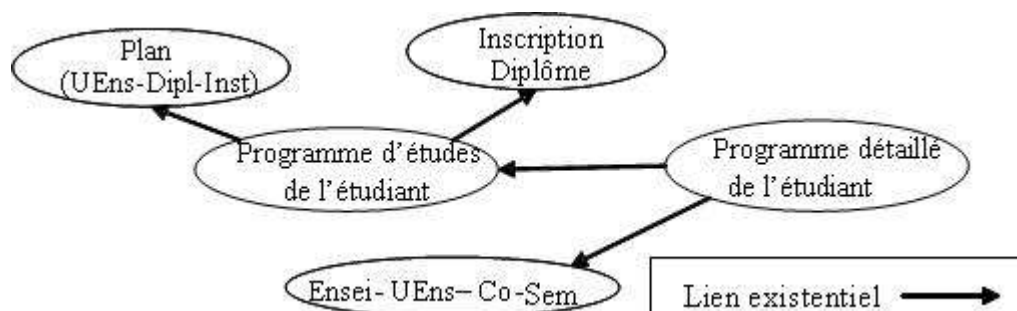 Plan
(UEns-Dipl-Inst)
Inscription
Diplôme
Programme d'études
de l'étudiant
Programme détaillé
de l'étudiant
Ensei-UEns-Co-Sem
Lien existentiel